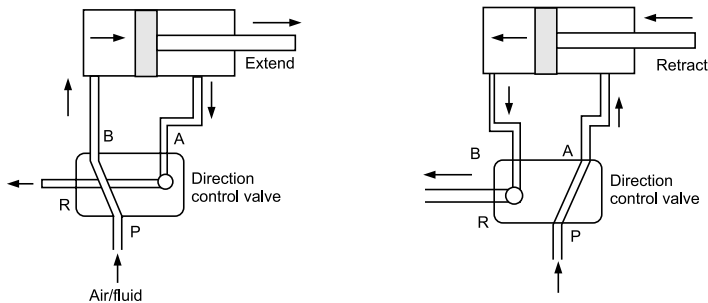 Extend
B
A
Direction
control valve
R
P
Air/fluid
Retract
B
A
Direction
control valve
R
P